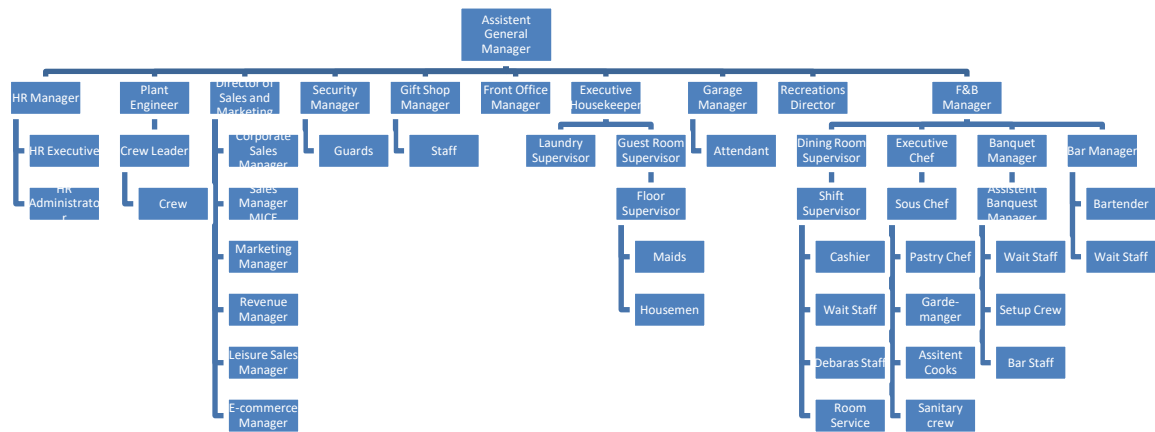 Assistent
General
Manager
HR Manager
Plant
Engineer
Director of
Sales and
Marketing
Security
Manager
Gift Shop
Manager
Front Office
Manager
Executive
Housekeeper
Garage
Manager
Recreations
Director
F&B
Manager
HR Executive
Crew Leader
Corporate
Sales
Manager
Guards
Staff
Laundry
Supervisor
Guest Room
Supervisor
Attendant
Dining Room
Supervisor
Executive
Chef
Banquet
Manager
Bar Manager
HR
Administrato
r
Crew
Sales
Manager
MICE
Floor
Supervisor
Shift
Supervisor
Sous Chef
Assistent
Banquest
Manager
Bartender
Marketing
Manager
Maids
Cashier
Pastry Chef
Wait Staff
Wait Staff
Revenue
Manager
Housemen
Wait Staff
Garde-
manger
Setup Crew
Leisure Sales
Manager
Debaras Staff
Assitent
Cooks
Bar Staff
E-commerce
Manager
Room
Service
Sanitary
crew